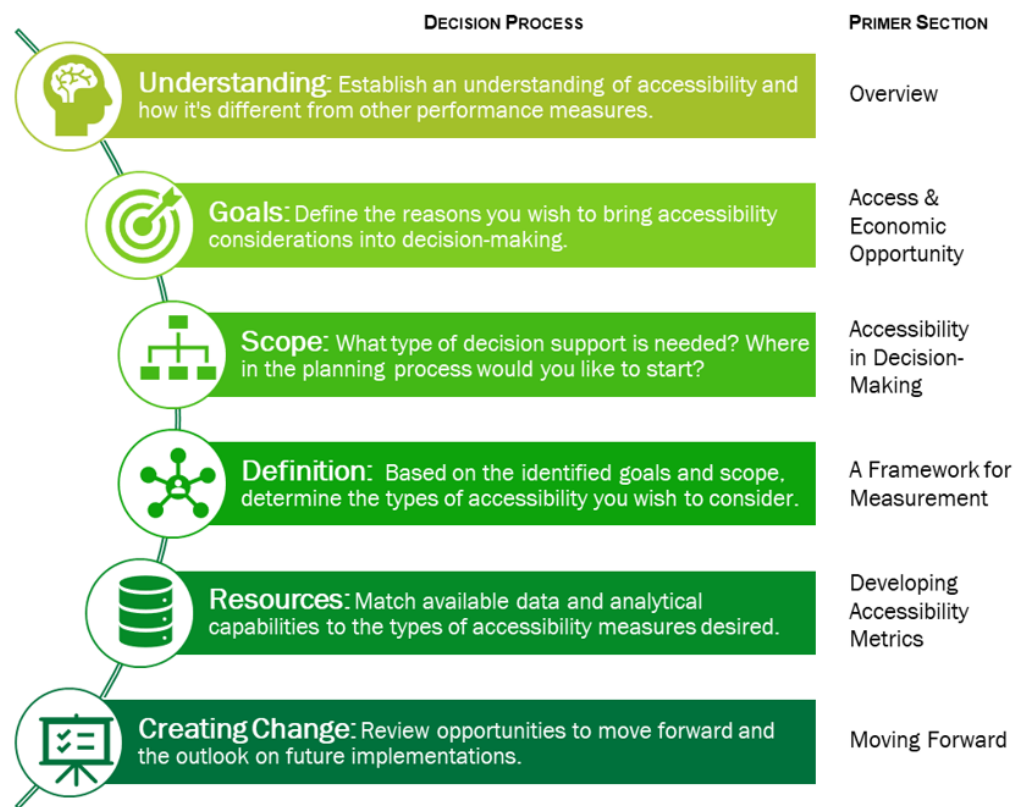 DECISION PROCESS
PRIMER SECTION
Understanding: Establish an understanding of accessibility and
how it's different from other performance measures.
Overview
Goals: Define the reasons you wish to bring accessibility
considerations into decision-making.
Access &
Economic
Opportunity
Scope: What type of decision support is needed? Where
in the planning process would you like to start?
Accessibility
in Decision-
Making
Definition: Based on the identified goals and scope,
determine the types of accessibility you wish to consider.
A Framework for
Measurement
Resources: Match available data and analytical
capabilities to the types of accessibility measures desired.
Developing
Accessibility
Metrics
Creating Change: Review opportunities to move forward and
the outlook on future implementations.
Moving Forward